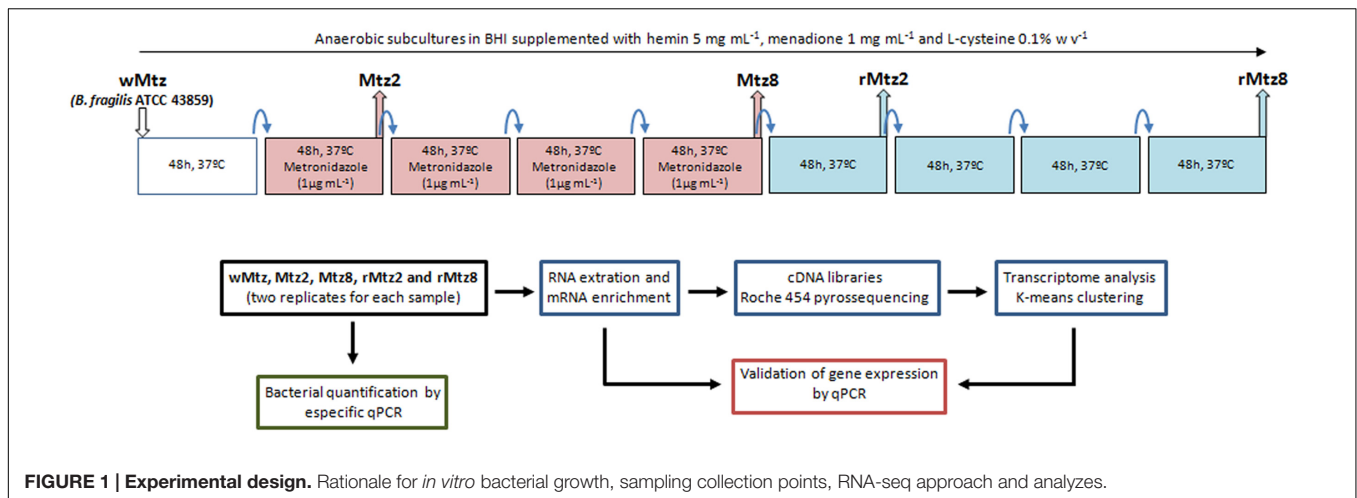 Anaerobic subcultures in BHI supplemented with hemin 5 mg mL⁻¹, menadione 1 mg mL⁻¹ and L-cysteine 0.1% w v⁻¹
wMtz
(B. fragilis ATCC 43859)
Mtz2
Mtz8
rMtz2
rMtz8
48h, 37ºC
48h, 37ºC
Metronidazole
(1µg mL⁻¹)
48h, 37ºC
Metronidazole
(1µg mL⁻¹)
48h, 37ºC
Metronidazole
(1µg mL⁻¹)
48h, 37ºC
Metronidazole
(1µg mL⁻¹)
48h, 37ºC
48h, 37ºC
48h, 37ºC
48h, 37ºC
wMtz, Mtz2, Mtz8, rMtz2 and rMtz8
(two replicates for each sample)
RNA extration and
mRNA enrichment
cDNA libraries
Roche 454 pyrossequencing
Transcriptome analysis
K-means clustering
Bacterial quantification by
especific qPCR
Validation of gene expression
by qPCR
FIGURE 1 | Experimental design. Rationale for in vitro bacterial growth, sampling collection points, RNA-seq approach and analyzes.